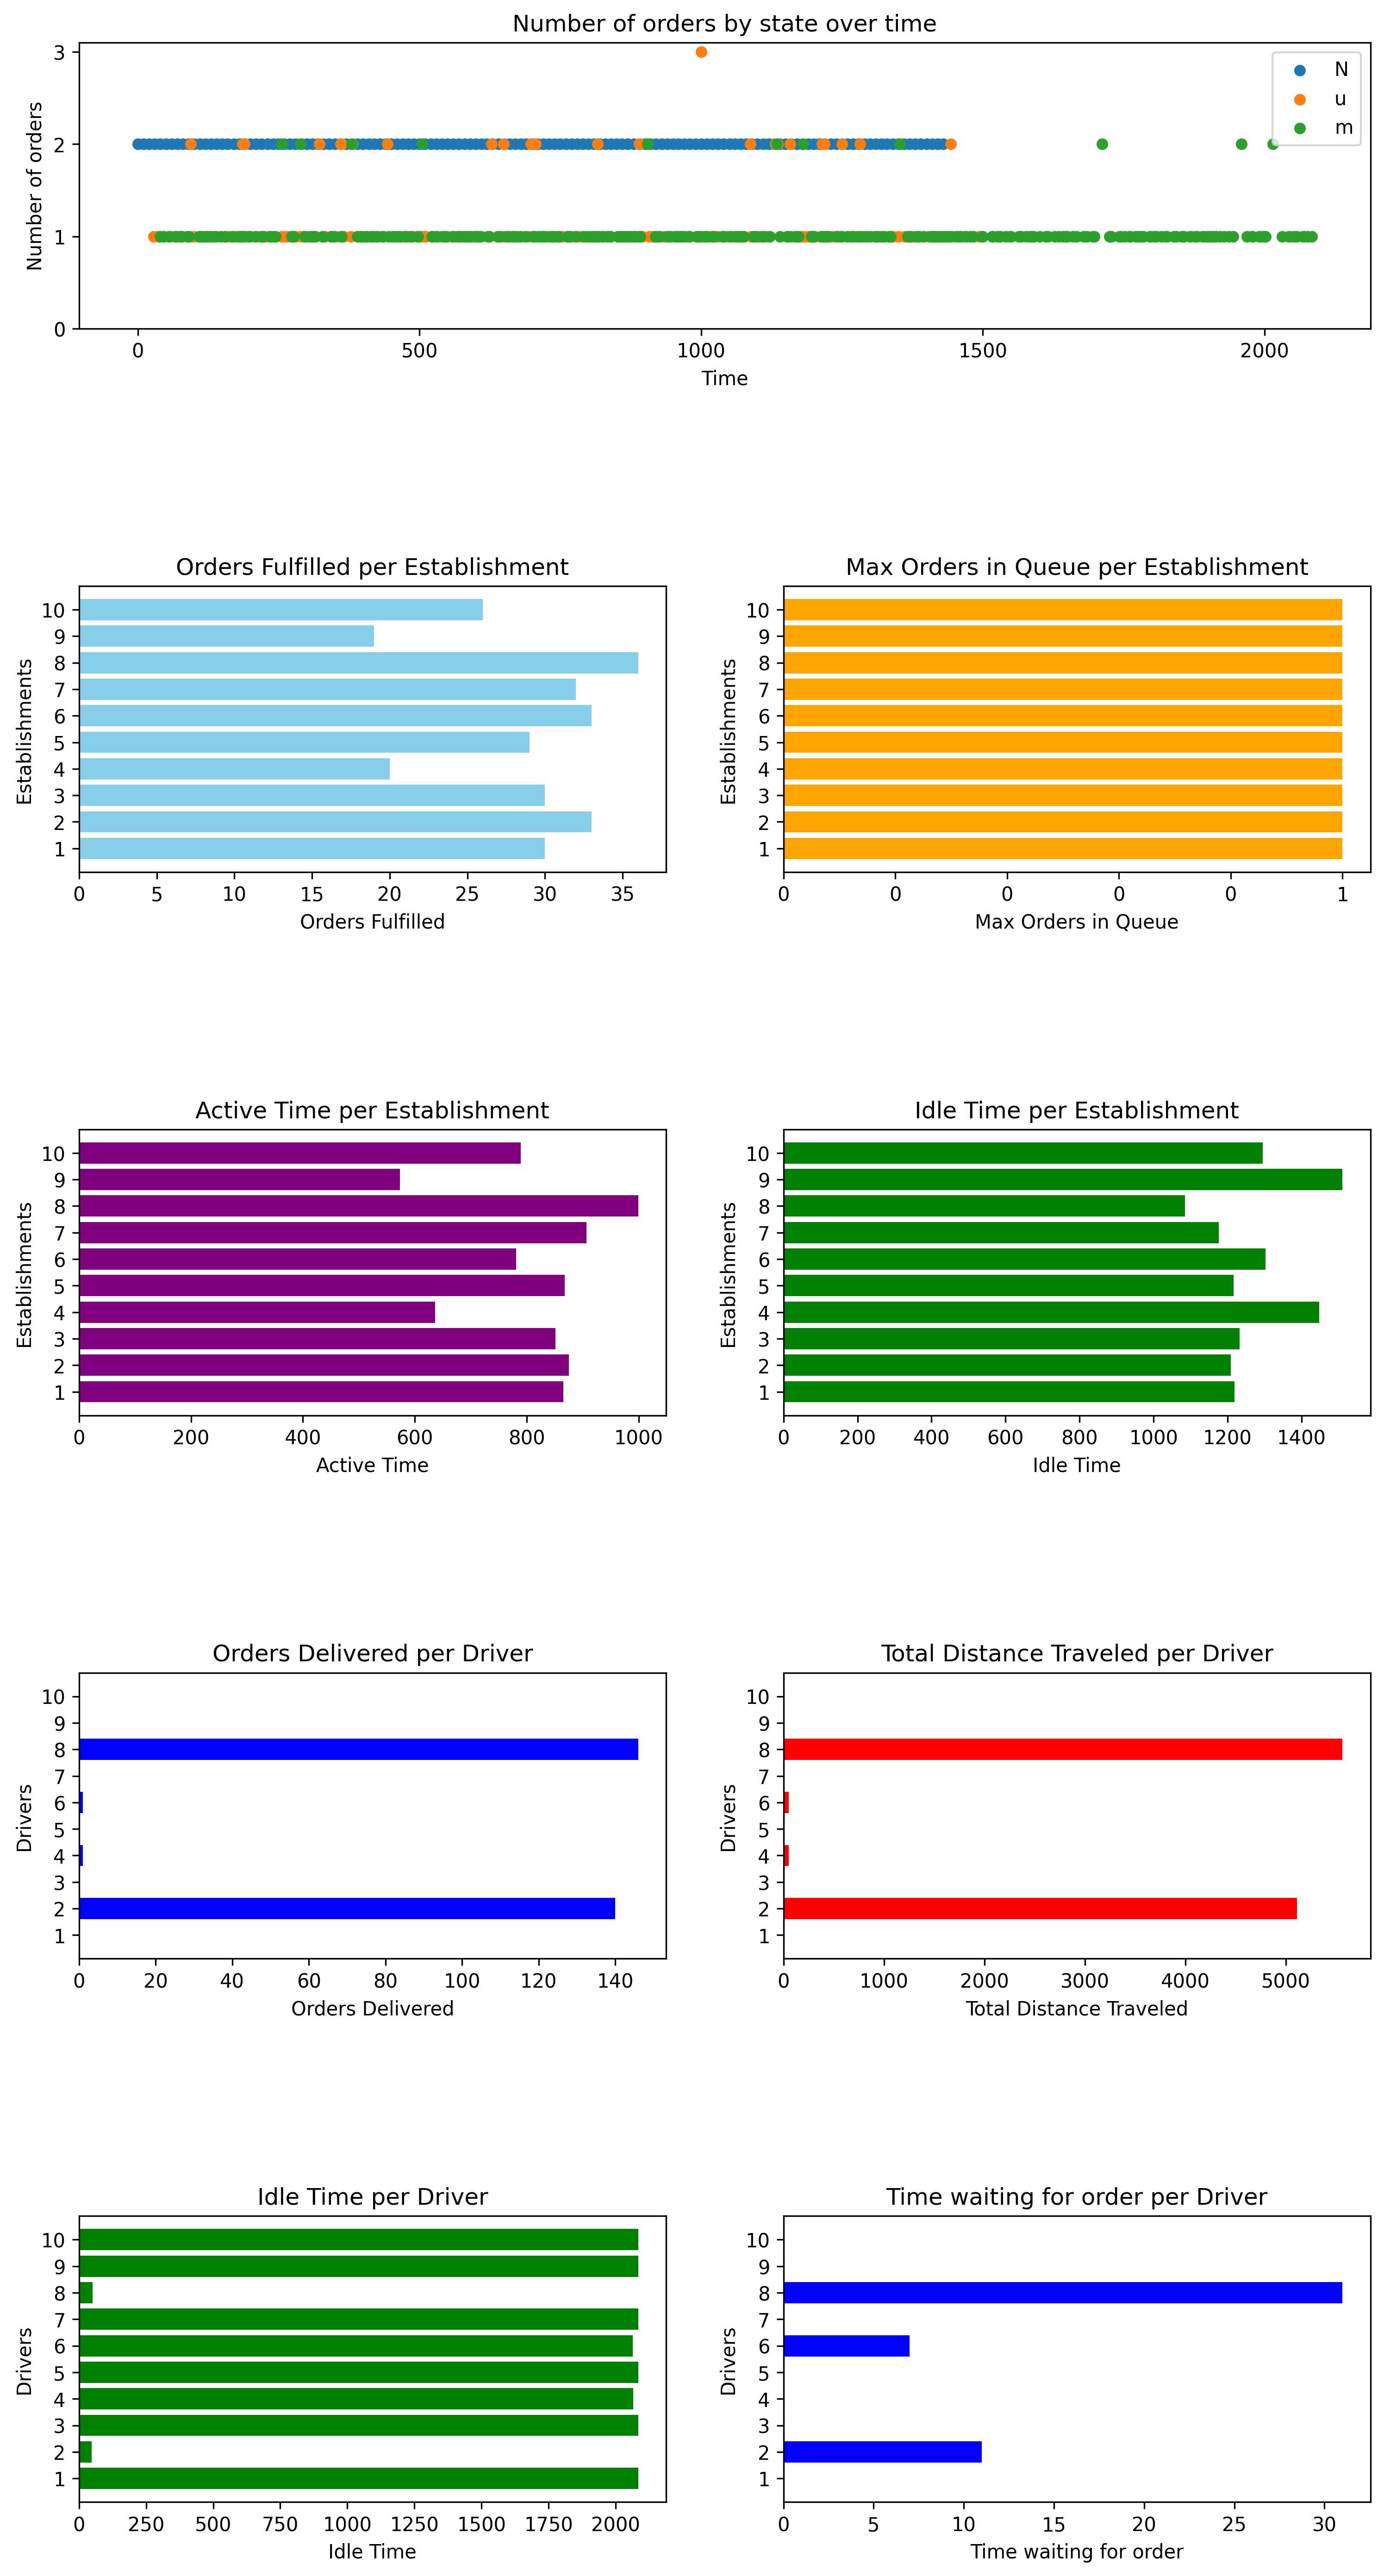 Number of orders by state over time
Number of orders
3
2
1
0
N
u
m
0 500 1000 1500 2000
Time
Orders Fulfilled per Establishment
Establishments
10
9
8
7
6
5
4
3
2
1
0 5 10 15 20 25 30 35
Orders Fulfilled
Max Orders in Queue per Establishment
Establishments
10
9
8
7
6
5
4
3
2
1
0 0 0 0 0 1
Max Orders in Queue
Active Time per Establishment
Establishments
10
9
8
7
6
5
4
3
2
1
0 200 400 600 800 1000
Active Time
Idle Time per Establishment
Establishments
10
9
8
7
6
5
4
3
2
1
0 200 400 600 800 1000 1200 1400
Idle Time
Orders Delivered per Driver
Drivers
10
9
8
7
6
5
4
3
2
1
0 20 40 60 80 100 120 140
Orders Delivered
Total Distance Traveled per Driver
Drivers
10
9
8
7
6
5
4
3
2
1
0 1000 2000 3000 4000 5000
Total Distance Traveled
Idle Time per Driver
Drivers
10
9
8
7
6
5
4
3
2
1
0 250 500 750 1000 1250 1500 1750 2000
Idle Time
Time waiting for order per Driver
Drivers
10
9
8
7
6
5
4
3
2
1
0 5 10 15 20 25 30
Time waiting for order